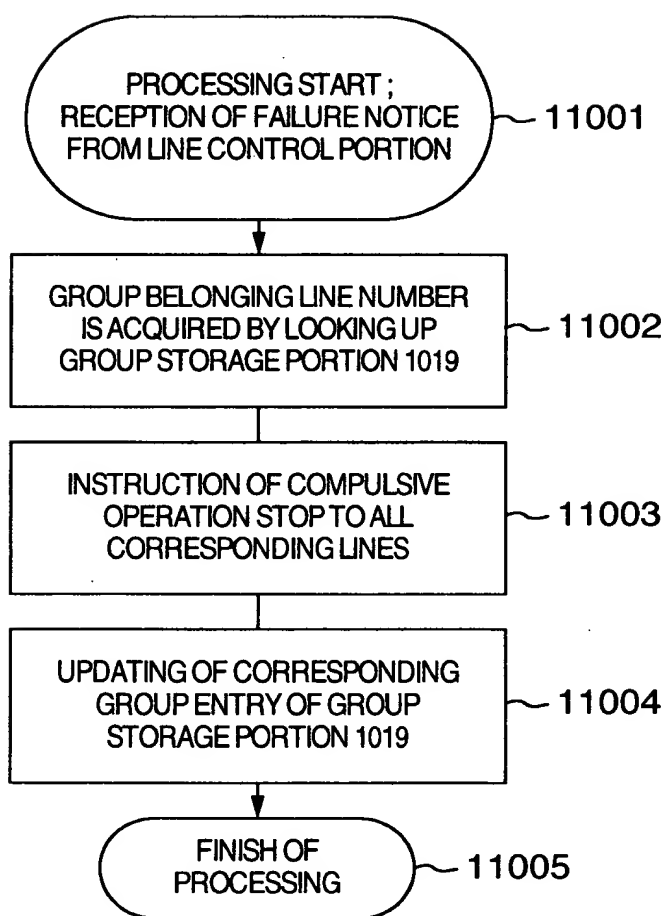 PROCESSING START ;
RECEPTION OF FAILURE NOTICE
FROM LINE CONTROL PORTION
11001
GROUP BELONGING LINE NUMBER
IS ACQUIRED BY LOOKING UP
GROUP STORAGE PORTION 1019
11002
INSTRUCTION OF COMPULSIVE
OPERATION STOP TO ALL
CORRESPONDING LINES
11003
UPDATING OF CORRESPONDING
GROUP ENTRY OF GROUP
STORAGE PORTION 1019
11004
FINISH OF
PROCESSING
11005